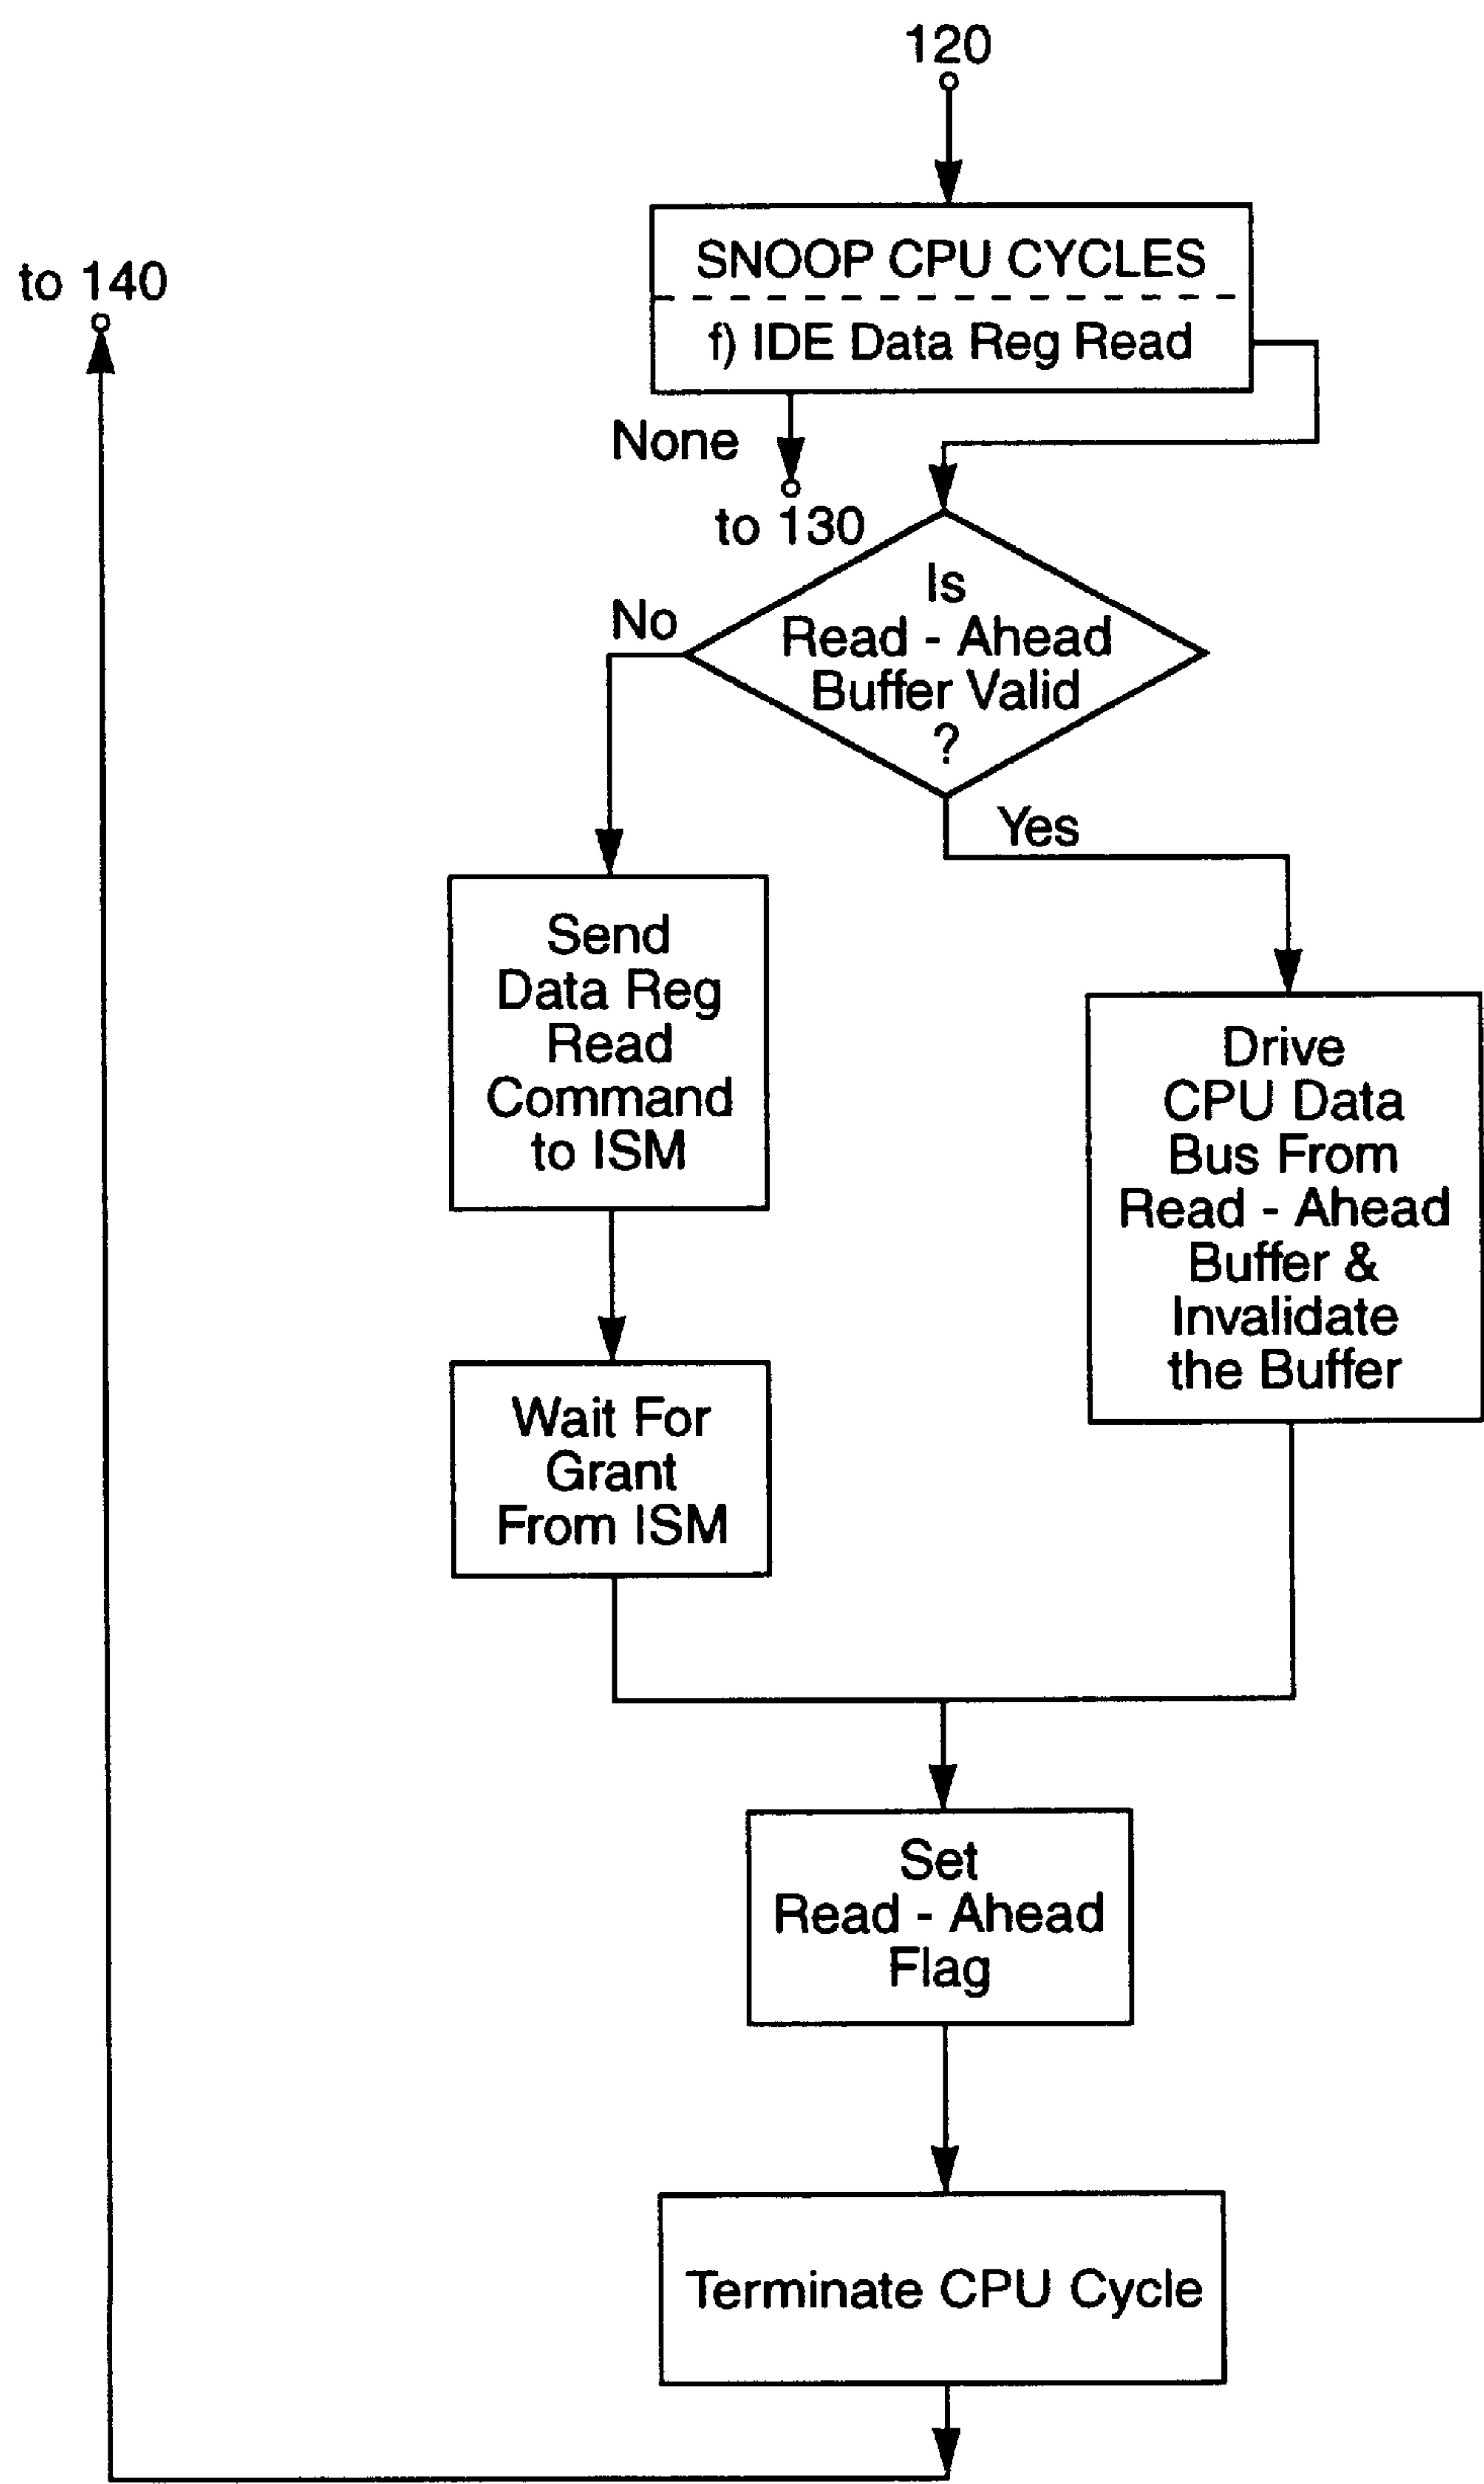 120
SNOOP CPU CYCLES
f) IDE Data Reg Read
to 140
None
to 130
Is
Read - Ahead
Buffer Valid
?
No
Yes
Send
Data Reg
Read
Command
to ISM
Drive
CPU Data
Bus From
Read - Ahead
Buffer &
Invalidate
the Buffer
Wait For
Grant
From ISM
Set
Read - Ahead
Flag
Terminate CPU Cycle